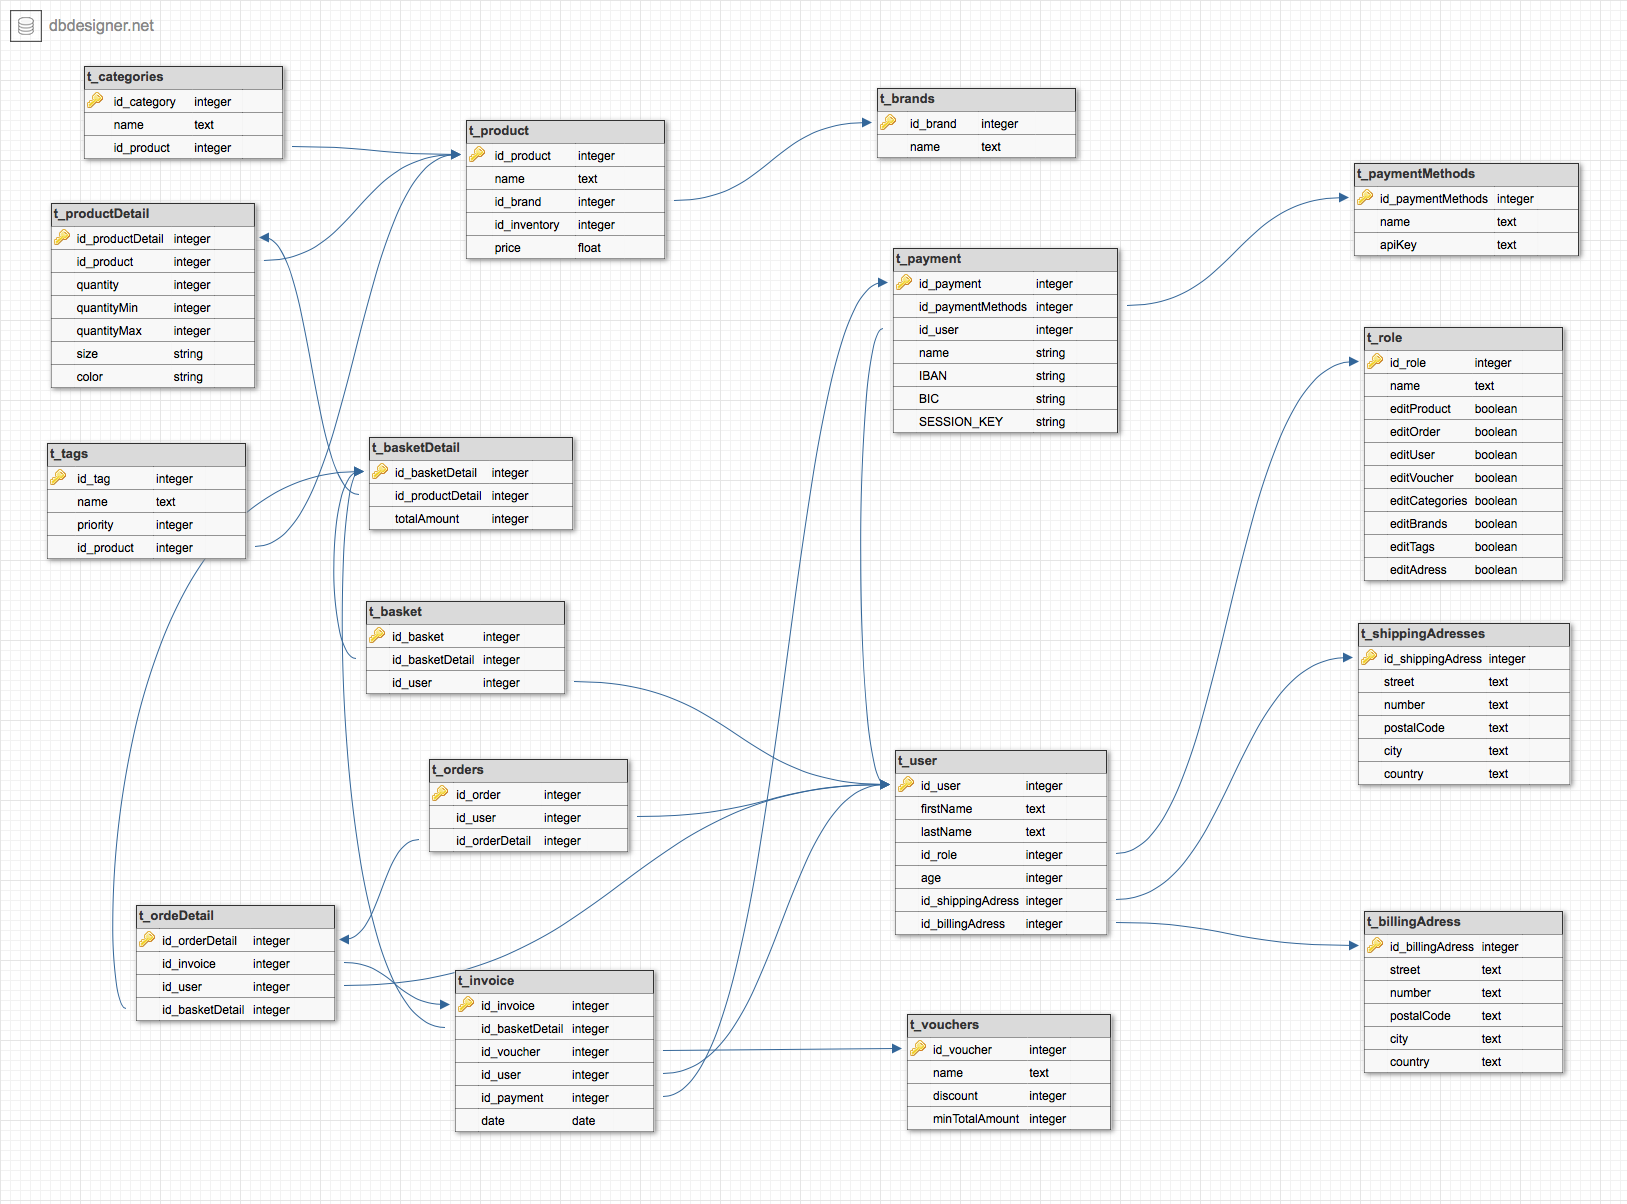 dbdesigner.net
t_categories
id_category integer
name text
id_product integer
t_product
id_product integer
name text
id_brand integer
id_inventory integer
price float
t_brands
id_brand integer
name text
t_paymentMethods
id_paymentMethods integer
name text
apiKey text
t_productDetail
id_productDetail integer
id_product integer
quantity integer
quantityMin integer
quantityMax integer
size string
color string
t_payment
id_payment integer
id_paymentMethods integer
id_user integer
name string
IBAN string
BIC string
SESSION_KEY string
t_role
id_role integer
name text
editProduct boolean
editOrder boolean
editUser boolean
editVoucher boolean
editCategories boolean
editBrands boolean
editTags boolean
editAdress boolean
t_tags
id_tag integer
name text
priority integer
id_product integer
t_basketDetail
id_basketDetail integer
id_productDetail integer
totalAmount integer
t_basket
id_basket integer
id_basketDetail integer
id_user integer
t_shippingAdresses
id_shippingAdress integer
street text
number text
postalCode text
city text
country text
t_orders
id_order integer
id_user integer
id_orderDetail integer
t_user
id_user integer
firstName text
lastName text
id_role integer
age integer
id_shippingAdress integer
id_billingAdress integer
t_ordeDetail
id_orderDetail integer
id_invoice integer
id_user integer
id_basketDetail integer
t_billingAdress
id_billingAdress integer
street text
number text
postalCode text
city text
country text
t_invoice
id_invoice integer
id_basketDetail integer
id_voucher integer
id_user integer
id_payment integer
date date
t_vouchers
id_voucher integer
name text
discount integer
minTotalAmount integer